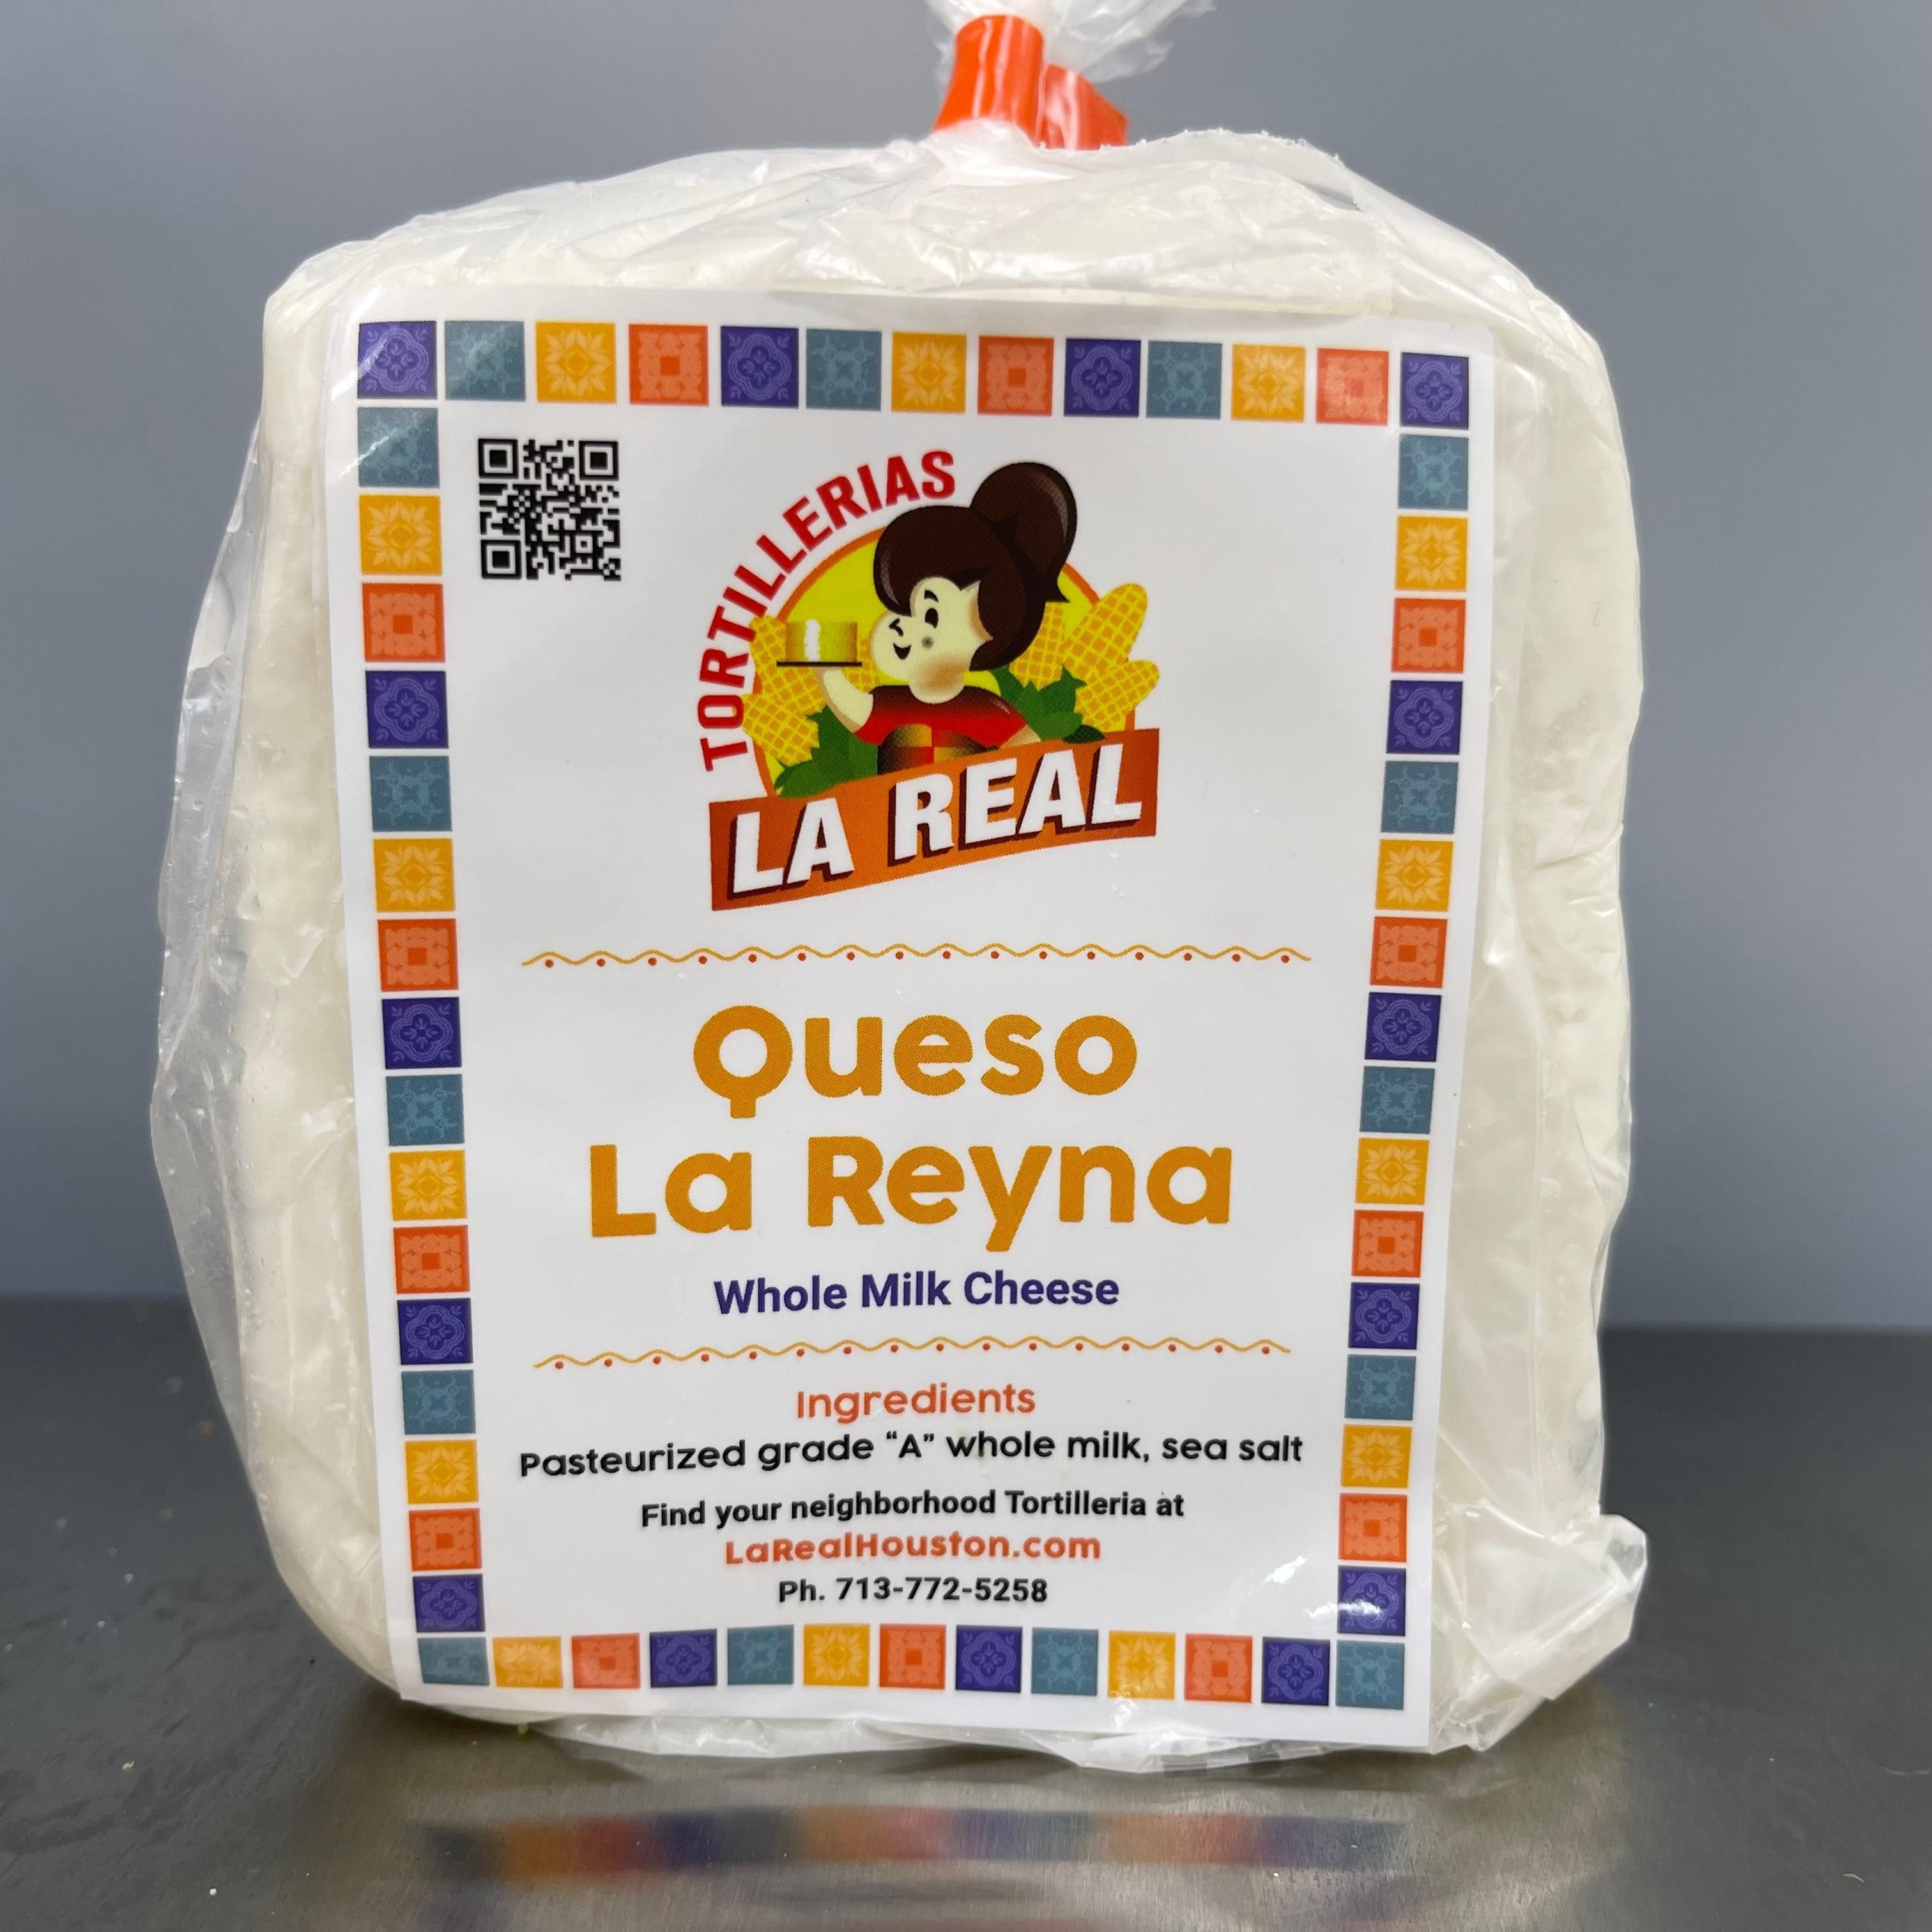 TORTILLERIAS
LA REAL
Queso
La Reyna
Whole Milk Cheese
Ingredients
Pasteurized grade “A” whole milk, sea salt
Find your neighborhood Tortilleria at
LaRealHouston.com
Ph. 713-772-5258